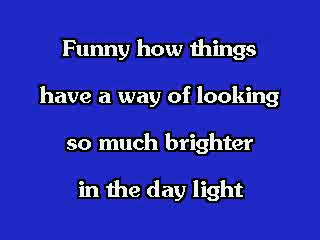 Funny how things
have a way of looking
so much brighter
in the day light